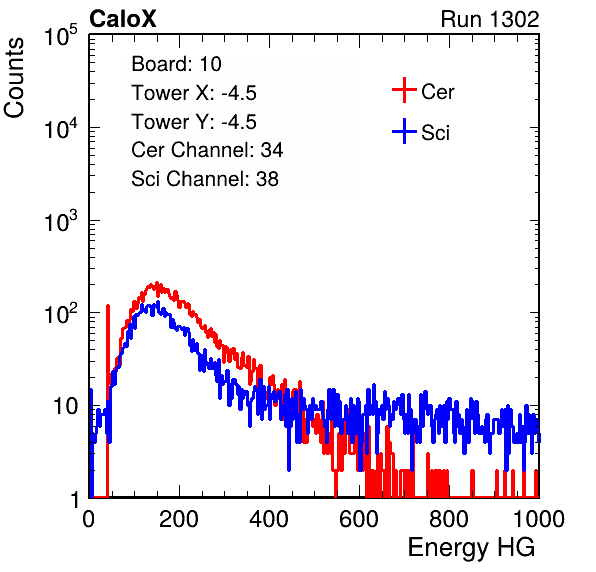 CaloX Run 1302
Counts
Board: 10
Tower X: -4.5
Tower Y: -4.5
Cer Channel: 34
Sci Channel: 38
Cer
Sci
10^5
10^4
10^3
10^2
10
1
0 200 400 600 800 1000
Energy HG